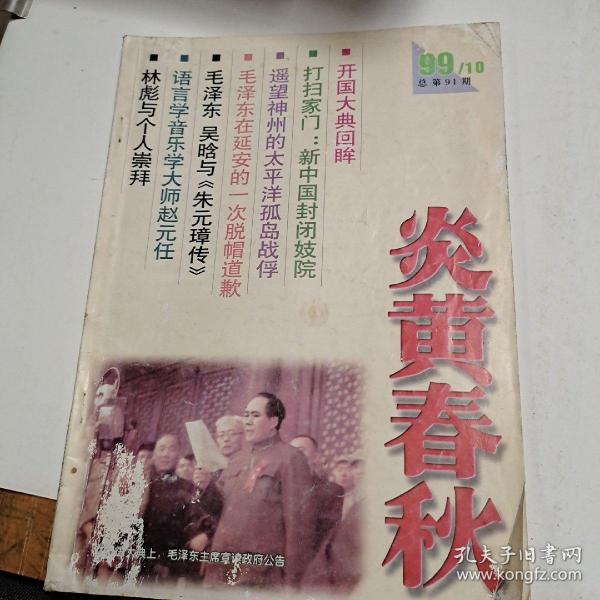 99/10
总第91期
开国大典回眸
打扫家门：新中国封闭妓院
遥望神州的太平洋孤岛战俘
毛泽东在延安的一次脱帽道歉
毛泽东 吴晗与《朱元璋传》
语言学音乐学大师赵元任
林彪与个人崇拜
炎黄春秋
典上，毛泽东主席宣读政府公告
孔夫子旧书网
www.kongfz.com